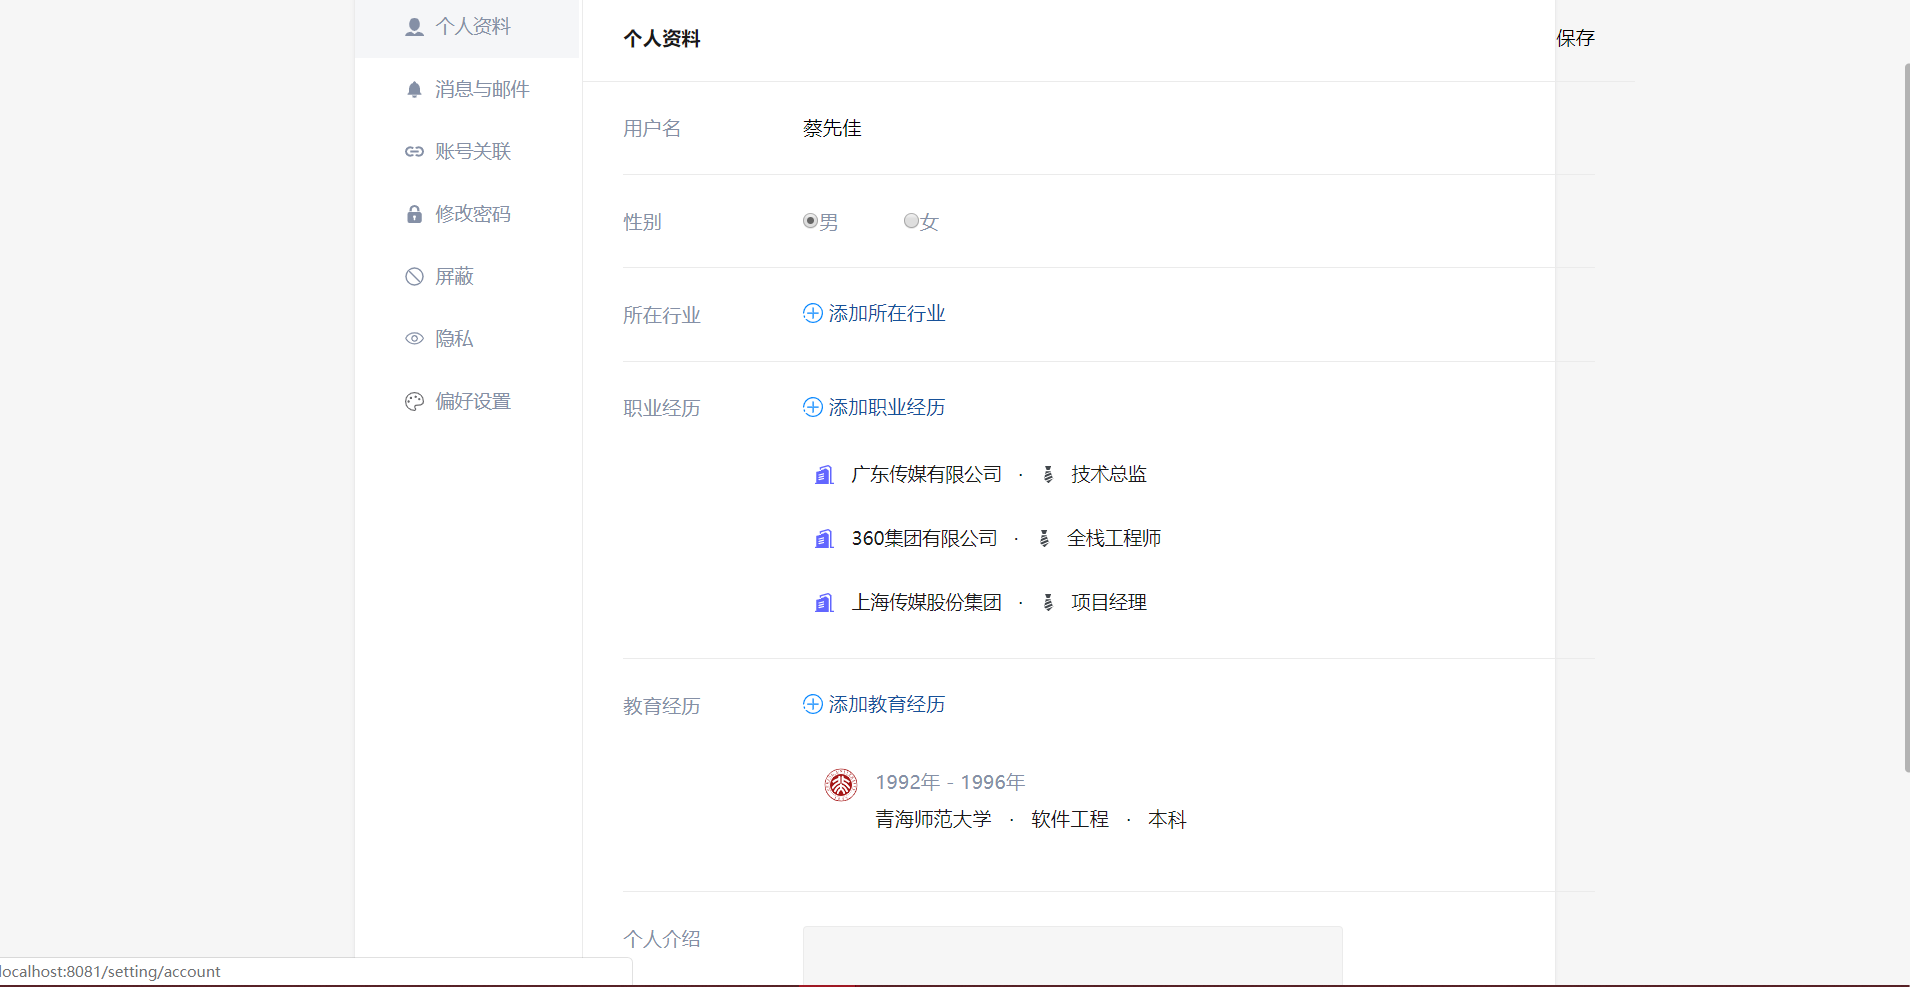 个人资料
消息与邮件
账号关联
修改密码
屏蔽
隐私
偏好设置
个人资料
保存
用户名 蔡先佳
性别 男 女
所在行业 添加所在行业
职业经历 添加职业经历
广东传媒有限公司 · 技术总监
360集团有限公司 · 全栈工程师
上海传媒股份集团 · 项目经理
教育经历 添加教育经历
1992年 - 1996年
青海师范大学 · 软件工程 · 本科
个人介绍
localhost:8081/setting/account